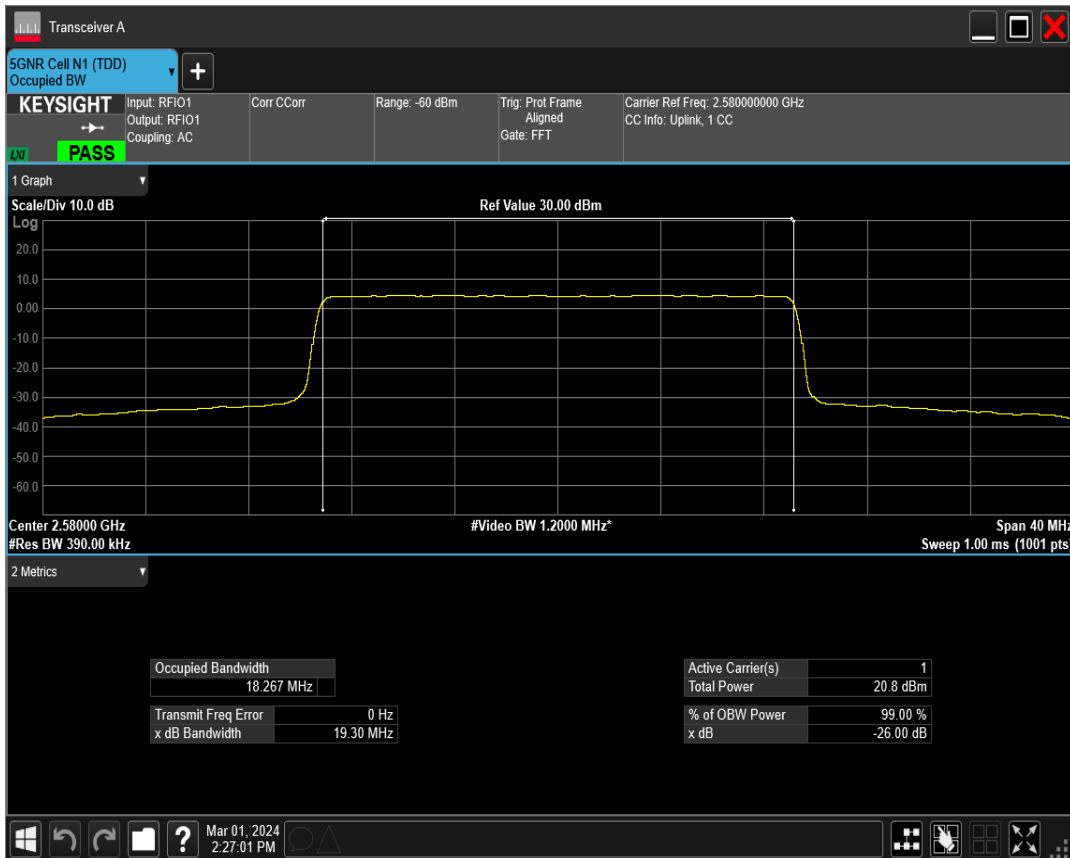 Transceiver A
5GNR Cell N1 (TDD)
Occupied BW
+
KEYSIGHT
LXI
PASS
Input: RFIO1
Output: RFIO1
Coupling: AC
Corr CCorr
Range: -60 dBm
Trig: Prot Frame
Aligned
Gate: FFT
Carrier Ref Freq: 2.580000000 GHz
CC Info: Uplink, 1 CC
1 Graph
Scale/Div 10.0 dB
Ref Value 30.00 dBm
Log
20.0
10.0
0.00
-10.0
-20.0
-30.0
-40.0
-50.0
-60.0
Center 2.58000 GHz
#Video BW 1.2000 MHz*
Span 40 MHz
#Res BW 390.00 kHz
Sweep 1.00 ms (1001 pts)
2 Metrics
Occupied Bandwidth
18.267 MHz
Transmit Freq Error 0 Hz
x dB Bandwidth 19.30 MHz
Active Carrier(s) 1
Total Power 20.8 dBm
% of OBW Power 99.00 %
x dB -26.00 dB
?
Mar 01, 2024
2:27:01 PM